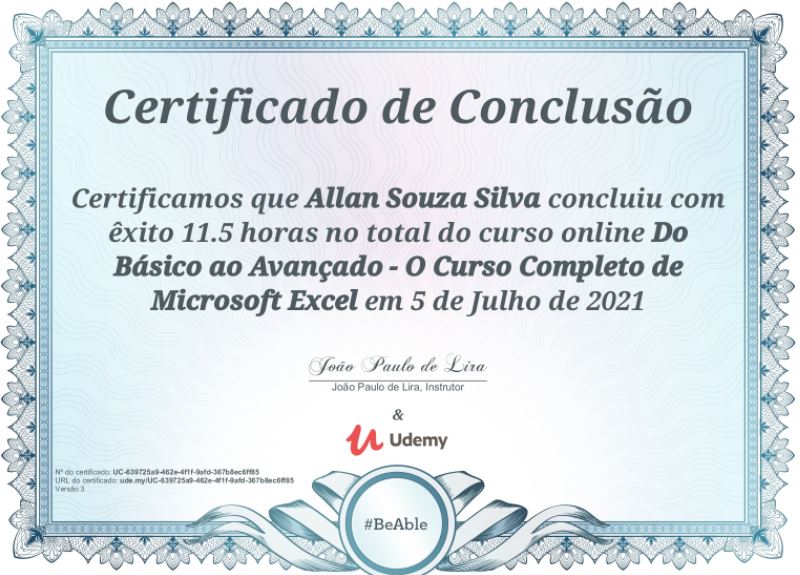 Certificado de Conclusão
Certificamos que Allan Souza Silva concluiu com
êxito 11.5 horas no total do curso online Do
Básico ao Avançado - O Curso Completo de
Microsoft Excel em 5 de Julho de 2021
João Paulo de Lira
João Paulo de Lira, Instrutor
&
Udemy
Nº do certificado: UC-639725a9-462e-4f1f-9afd-367b8ec6ff85
URL do certificado: ude.my/UC-639725a9-462e-4f1f-9afd-367b8ec6ff85
Versão 3
#BeAble